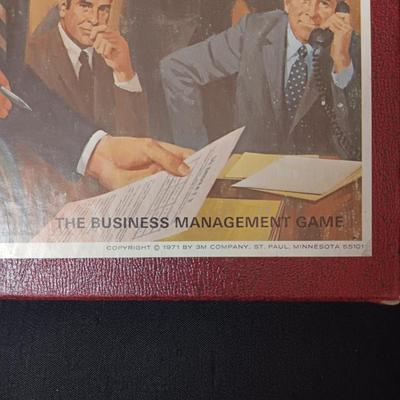 THE BUSINESS MANAGEMENT GAME
COPYRIGHT © 1971 BY 3M COMPANY, ST. PAUL, MINNESOTA 55101